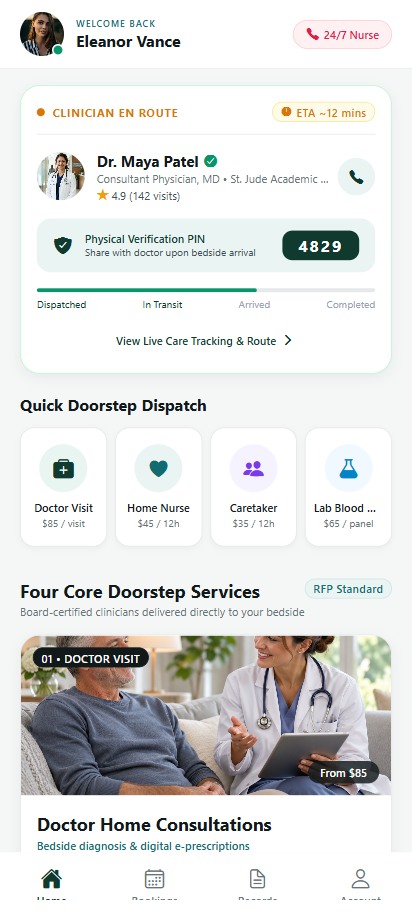 WELCOME BACK
Eleanor Vance
24/7 Nurse
CLINICIAN EN ROUTE
ETA ~12 mins
Dr. Maya Patel
Consultant Physician, MD • St. Jude Academic ...
4.9 (142 visits)
Physical Verification PIN
Share with doctor upon bedside arrival
4829
Dispatched In Transit Arrived Completed
View Live Care Tracking & Route
Quick Doorstep Dispatch
Doctor Visit Home Nurse Caretaker Lab Blood ...
$85 / visit $45 / 12h $35 / 12h $65 / panel
Four Core Doorstep Services
RFP Standard
Board-certified clinicians delivered directly to your bedside
01 • DOCTOR VISIT
From $85
Doctor Home Consultations
Bedside diagnosis & digital e-prescriptions
Home Bookings Records Account